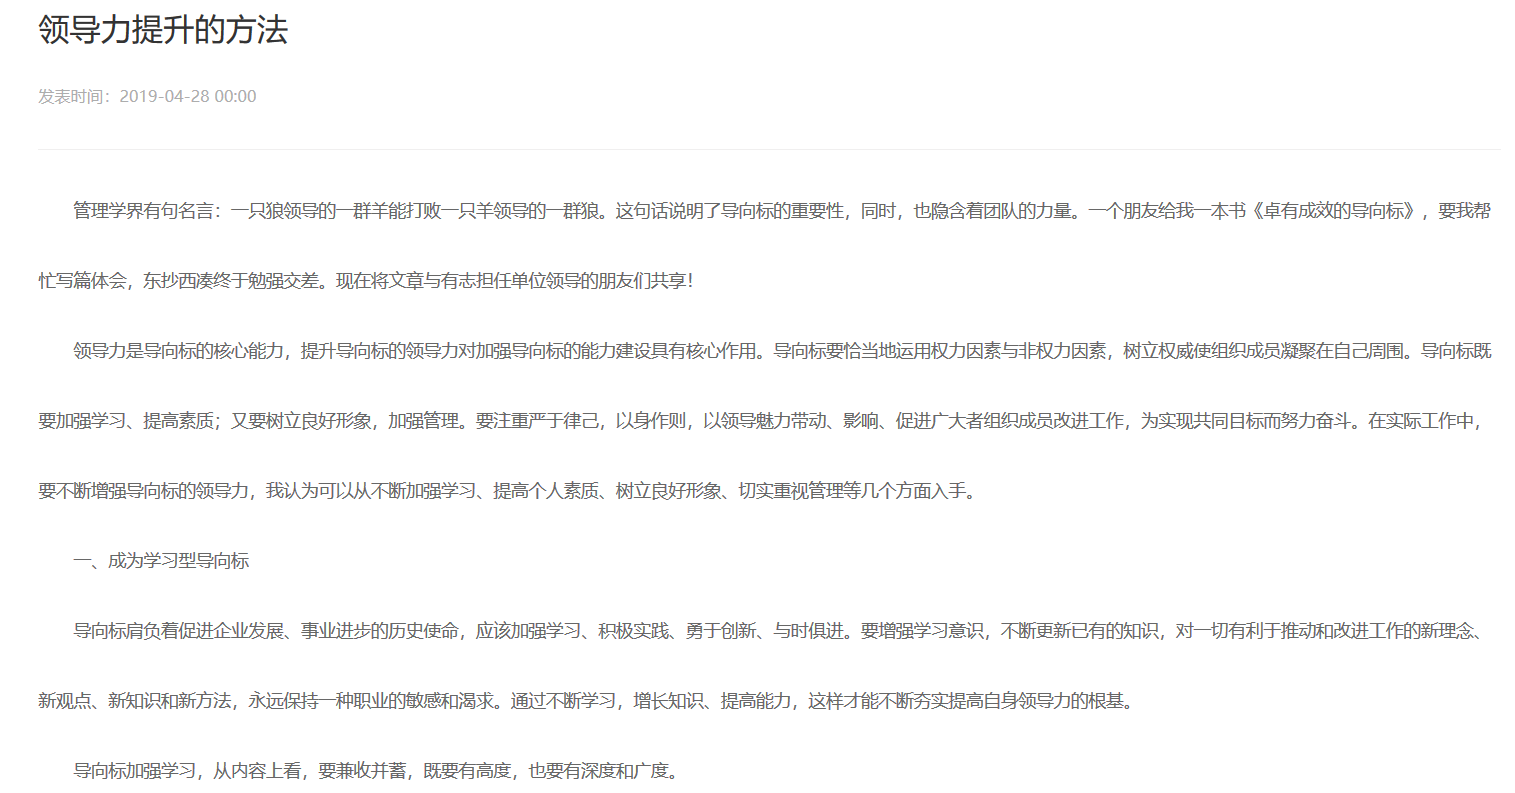 领导力提升的方法
发表时间：2019-04-28 00:00
管理学界有句名言：一只狼领导的一群羊能打败一只羊领导的一群狼。这句话说明了导向标的重要性，同时，也隐含着团队的力量。一个朋友给我一本书《卓有成效的导向标》，要我帮
忙写篇体会，东抄西凑终于勉强交差。现在将文章与有志担任单位领导的朋友们共享！
领导力是导向标的核心能力，提升导向标的领导力对加强导向标的能力建设具有核心作用。导向标要恰当地运用权力因素与非权力因素，树立权威使组织成员凝聚在自己周围。导向标既
要加强学习、提高素质；又要树立良好形象，加强管理。要注重严于律己，以身作则，以领导魅力带动、影响、促进广大者组织成员改进工作，为实现共同目标而努力奋斗。在实际工作中，
要不断增强导向标的领导力，我认为可以从不断加强学习、提高个人素质、树立良好形象、切实重视管理等几个方面入手。
一、成为学习型导向标
导向标肩负着促进企业发展、事业进步的历史使命，应该加强学习、积极实践、勇于创新、与时俱进。要增强学习意识，不断更新已有的知识，对一切有利于推动和改进工作的新理念、
新观点、新知识和新方法，永远保持一种职业的敏感和渴求。通过不断学习，增长知识、提高能力，这样才能不断夯实提高自身领导力的根基。
导向标加强学习，从内容上看，要兼收并蓄，既要有高度，也要有深度和广度。